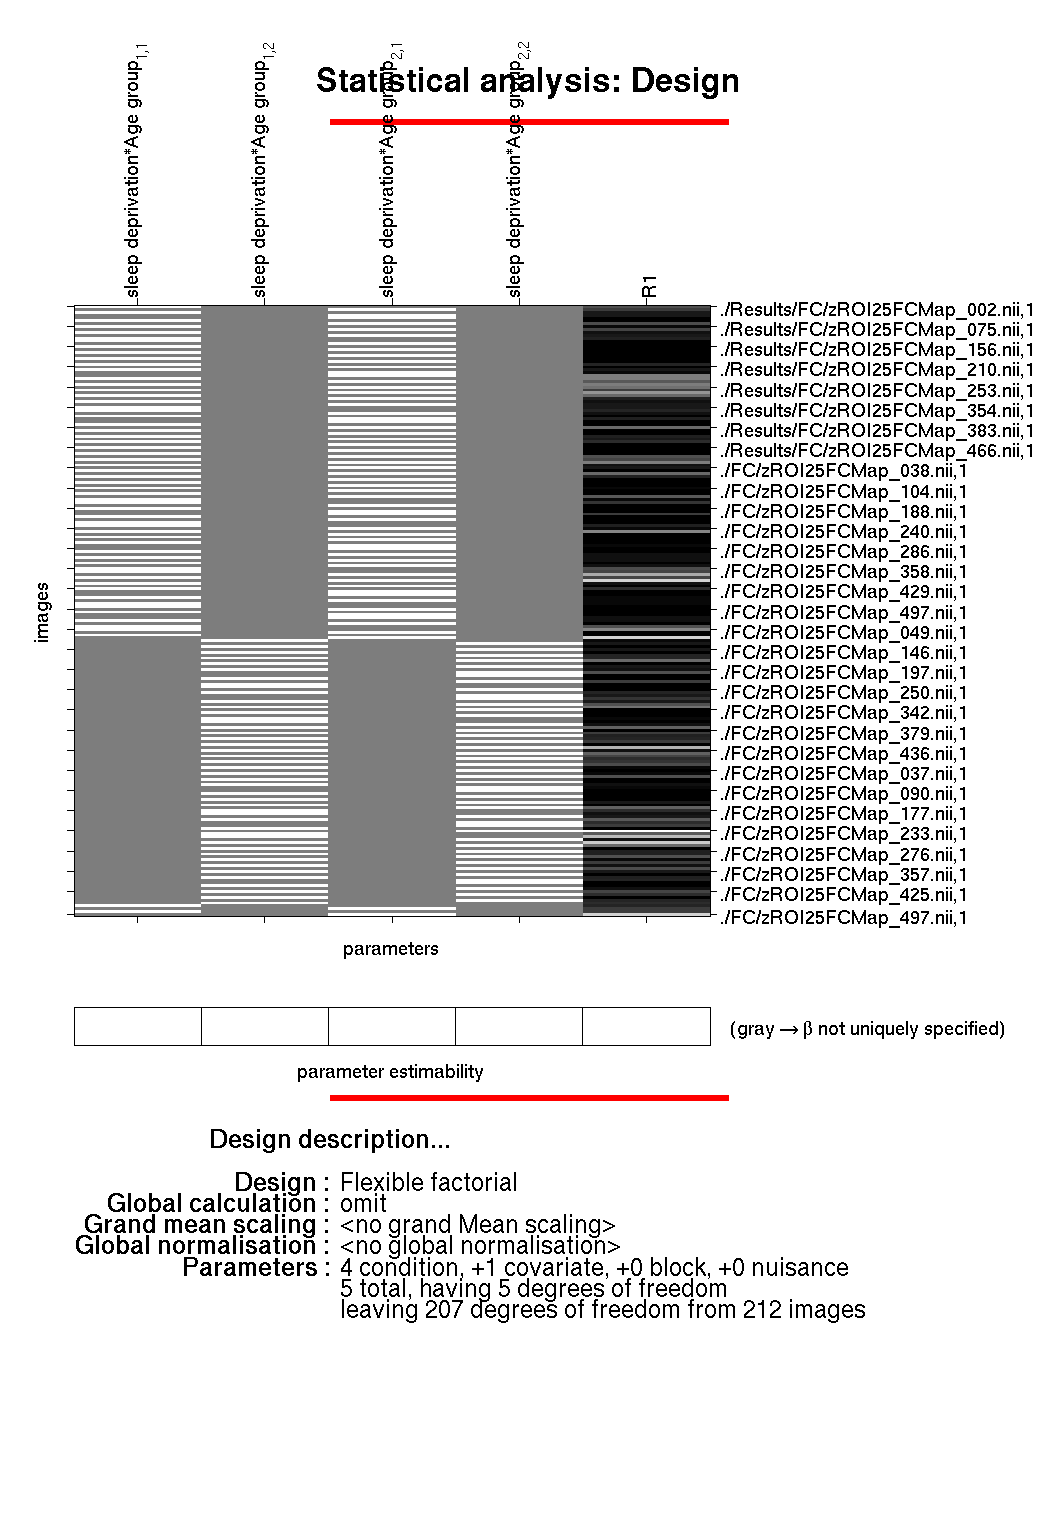 Statistical analysis: Design
sleep deprivation*Age group1,1
sleep deprivation*Age group1,2
sleep deprivation*Age group2,1
sleep deprivation*Age group2,2
R1
images
./Results/FC/zROI25FCMap_002.nii,1
./Results/FC/zROI25FCMap_075.nii,1
./Results/FC/zROI25FCMap_156.nii,1
./Results/FC/zROI25FCMap_210.nii,1
./Results/FC/zROI25FCMap_253.nii,1
./Results/FC/zROI25FCMap_354.nii,1
./Results/FC/zROI25FCMap_383.nii,1
./Results/FC/zROI25FCMap_466.nii,1
./FC/zROI25FCMap_038.nii,1
./FC/zROI25FCMap_104.nii,1
./FC/zROI25FCMap_188.nii,1
./FC/zROI25FCMap_240.nii,1
./FC/zROI25FCMap_286.nii,1
./FC/zROI25FCMap_358.nii,1
./FC/zROI25FCMap_429.nii,1
./FC/zROI25FCMap_497.nii,1
./FC/zROI25FCMap_049.nii,1
./FC/zROI25FCMap_146.nii,1
./FC/zROI25FCMap_197.nii,1
./FC/zROI25FCMap_250.nii,1
./FC/zROI25FCMap_342.nii,1
./FC/zROI25FCMap_379.nii,1
./FC/zROI25FCMap_436.nii,1
./FC/zROI25FCMap_037.nii,1
./FC/zROI25FCMap_090.nii,1
./FC/zROI25FCMap_177.nii,1
./FC/zROI25FCMap_233.nii,1
./FC/zROI25FCMap_276.nii,1
./FC/zROI25FCMap_357.nii,1
./FC/zROI25FCMap_425.nii,1
./FC/zROI25FCMap_497.nii,1
parameters
(gray → β not uniquely specified)
parameter estimability
Design description...
Design : Flexible factorial
Global calculation : omit
Grand mean scaling : <no grand Mean scaling>
Global normalisation : <no global normalisation>
Parameters : 4 condition, +1 covariate, +0 block, +0 nuisance
5 total, having 5 degrees of freedom
leaving 207 degrees of freedom from 212 images